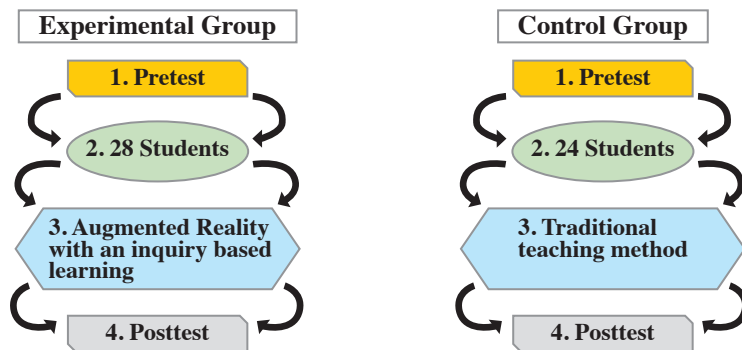 Experimental Group
1. Pretest
2. 28 Students
3. Augmented Reality
with an inquiry based
learning
4. Posttest
Control Group
1. Pretest
2. 24 Students
3. Traditional
teaching method
4. Posttest